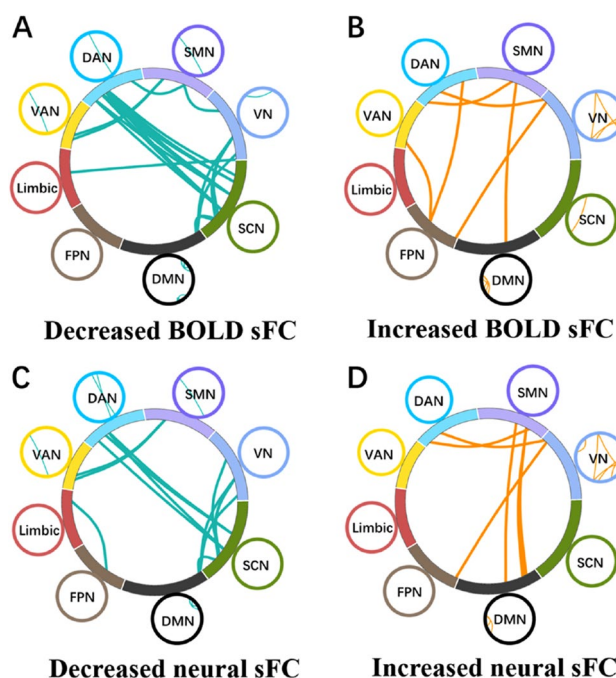 A
B
DAN
SMN
VAN
VN
Limbic
SCN
FPN
DMN
DAN
SMN
VAN
VN
Limbic
SCN
FPN
DMN
Decreased BOLD sFC
Increased BOLD sFC
C
D
DAN
SMN
VAN
VN
Limbic
SCN
FPN
DMN
DAN
SMN
VAN
VN
Limbic
SCN
FPN
DMN
Decreased neural sFC
Increased neural sFC